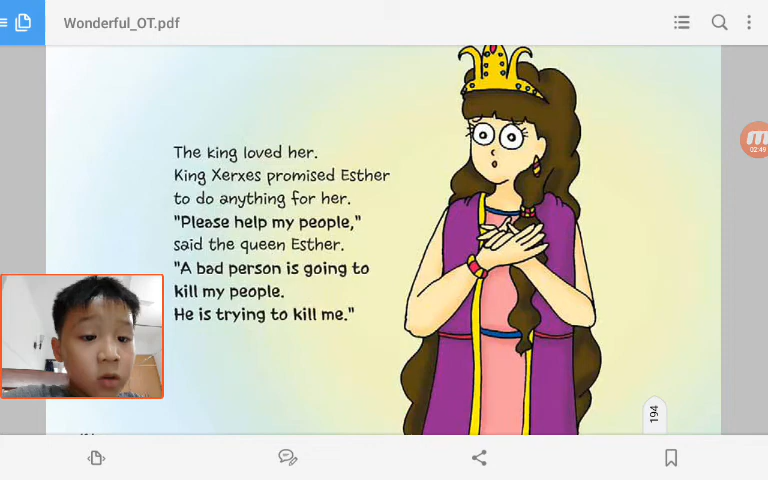 Wonderful_OT.pdf
The king loved her.
King Xerxes promised Esther
to do anything for her.
"Please help my people,"
said the queen Esther.
"A bad person is going to
kill my people.
He is trying to kill me."
02:49
194